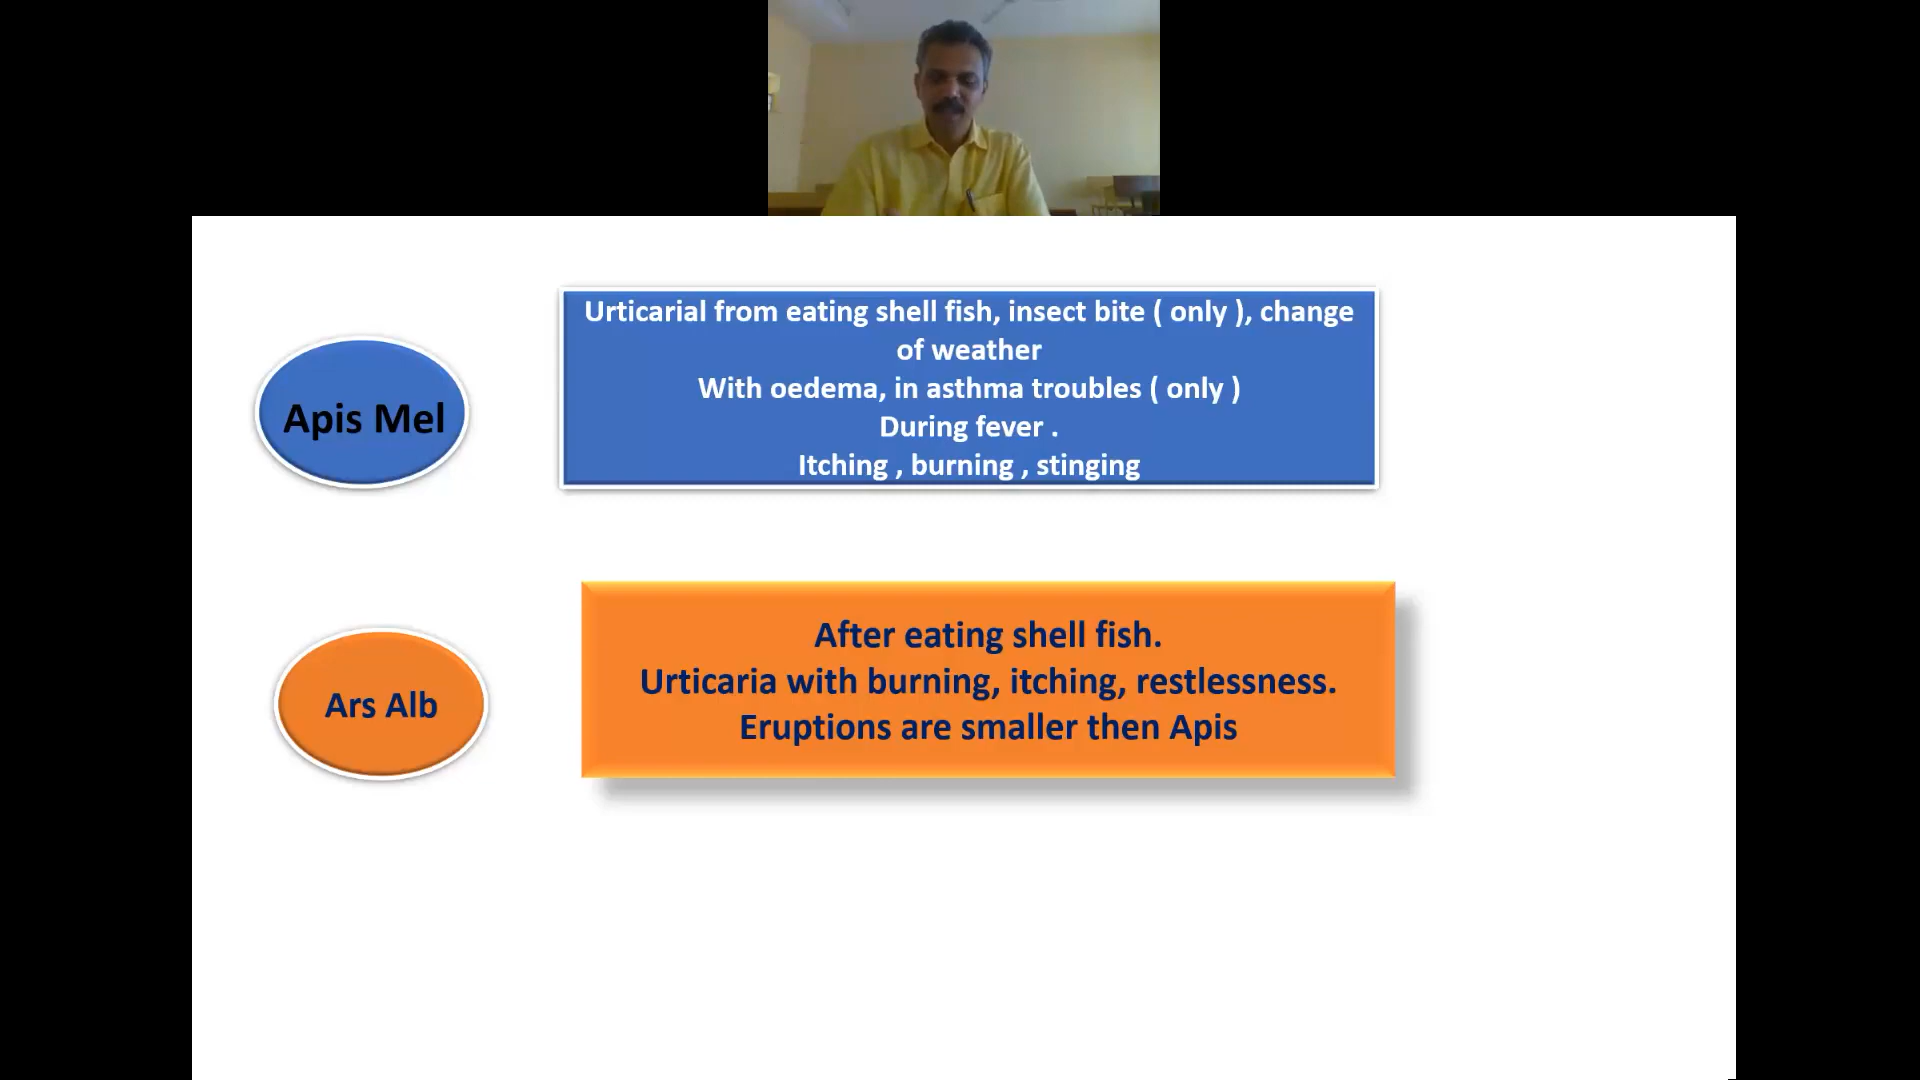 Urticarial from eating shell fish, insect bite ( only ), change
of weather
With oedema, in asthma troubles ( only )
During fever .
Itching , burning , stinging
Apis Mel
After eating shell fish.
Urticaria with burning, itching, restlessness.
Eruptions are smaller then Apis
Ars Alb